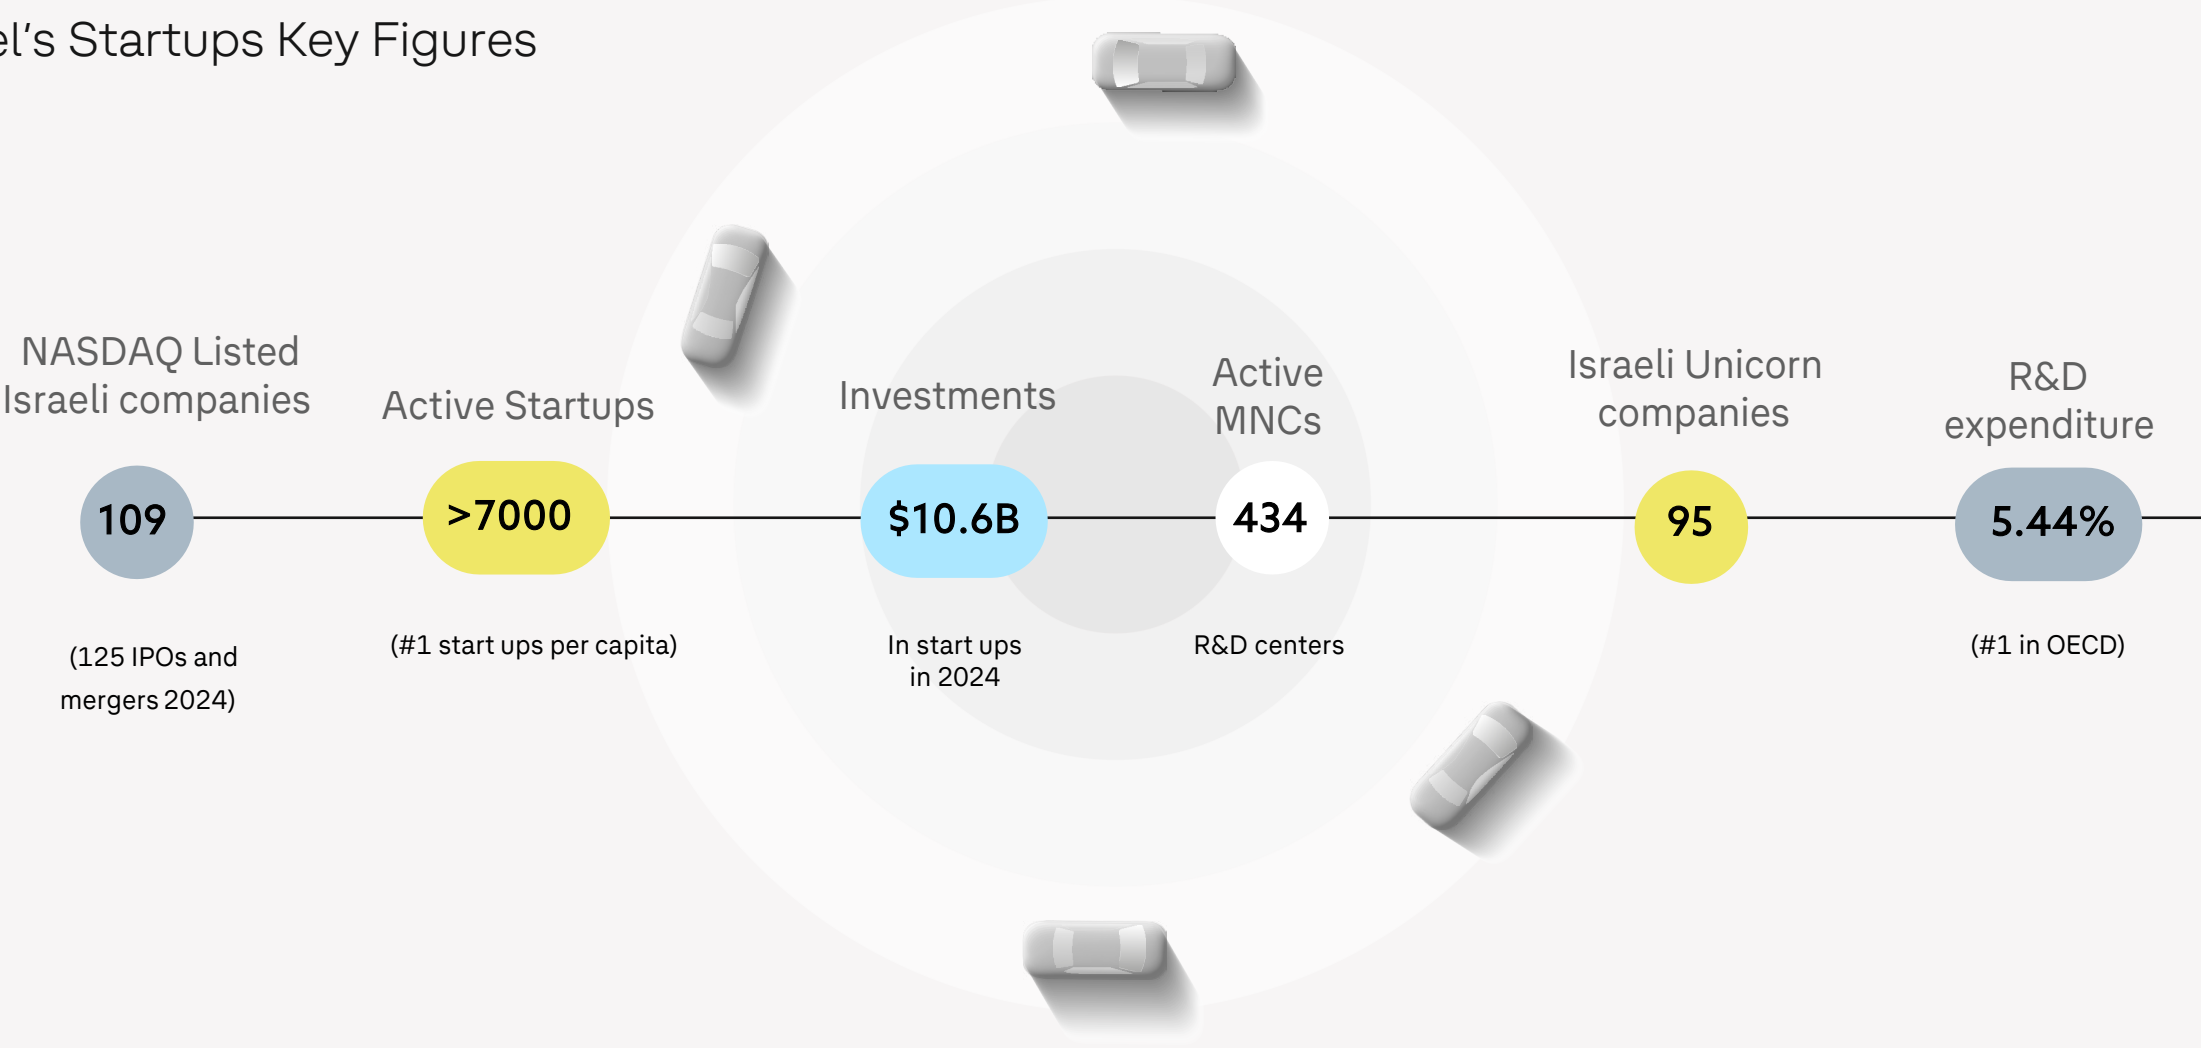 el's Startups Key Figures
NASDAQ Listed
Israeli companies
109
(125 IPOs and
mergers 2024)
Active Startups
>7000
(#1 start ups per capita)
Investments
$10.6B
In start ups
in 2024
Active
MNCs
434
R&D centers
Israeli Unicorn
companies
95
R&D
expenditure
5.44%
(#1 in OECD)